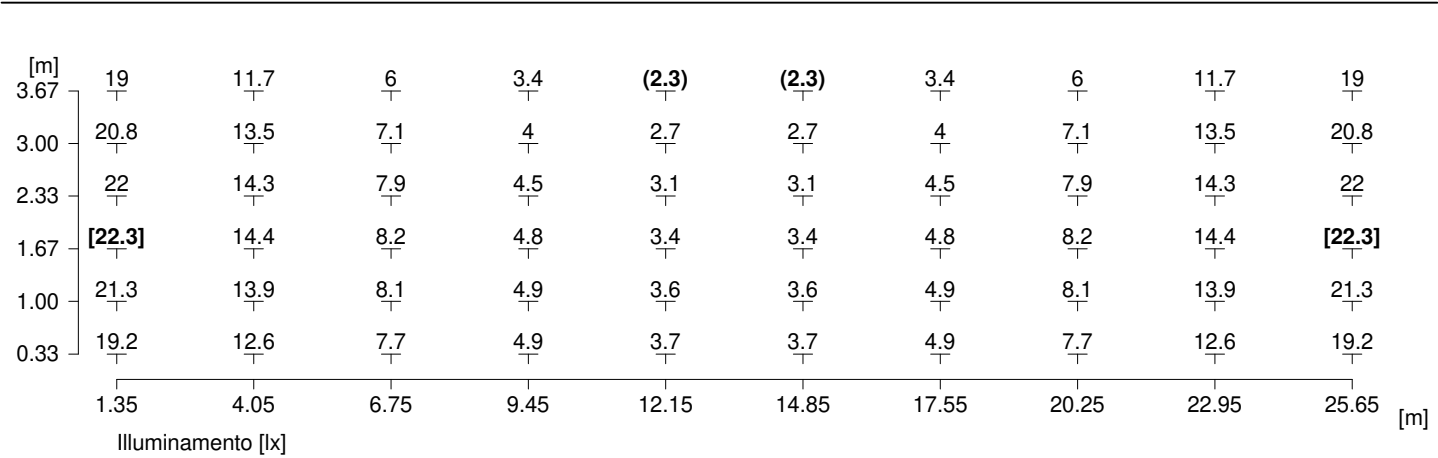 [m]
3.67 19 11.7 6 3.4 (2.3) (2.3) 3.4 6 11.7 19
3.00 20.8 13.5 7.1 4 2.7 2.7 4 7.1 13.5 20.8
2.33 22 14.3 7.9 4.5 3.1 3.1 4.5 7.9 14.3 22
1.67 [22.3] 14.4 8.2 4.8 3.4 3.4 4.8 8.2 14.4 [22.3]
1.00 21.3 13.9 8.1 4.9 3.6 3.6 4.9 8.1 13.9 21.3
0.33 19.2 12.6 7.7 4.9 3.7 3.7 4.9 7.7 12.6 19.2
1.35 4.05 6.75 9.45 12.15 14.85 17.55 20.25 22.95 25.65 [m]
Illuminamento [lx]